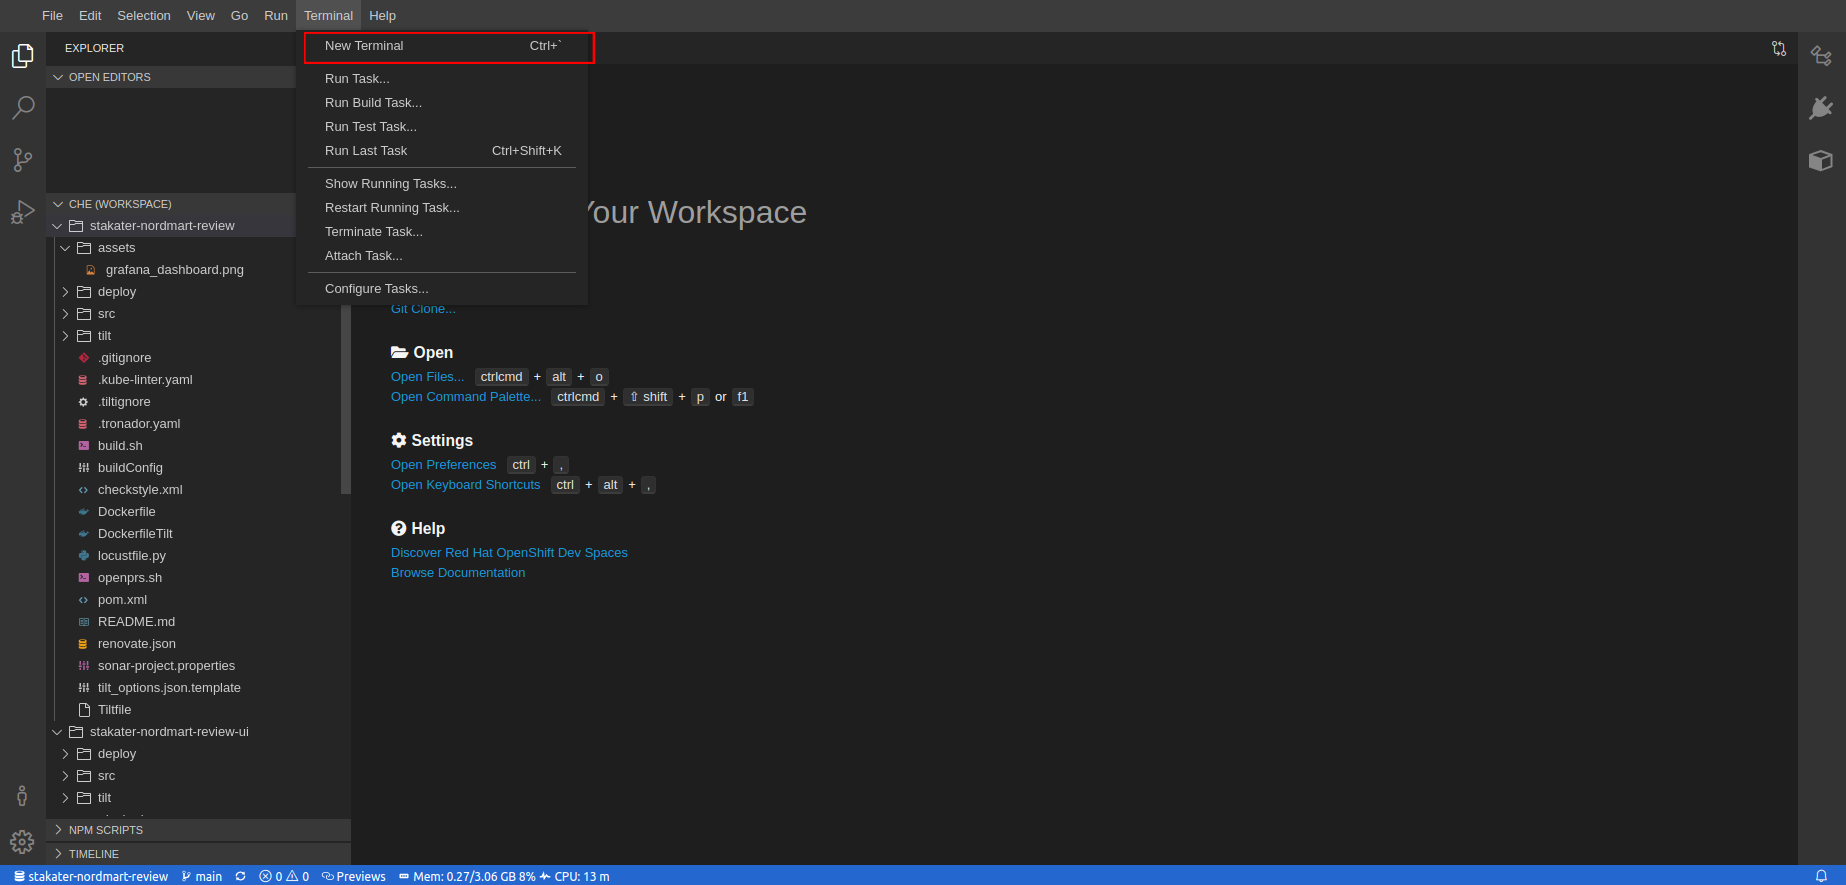 File Edit Selection View Go Run Terminal Help
EXPLORER
OPEN EDITORS
CHE (WORKSPACE)
stakater-nordmart-review
assets
grafana_dashboard.png
deploy
src
tilt
.gitignore
.kube-linter.yaml
.tiltignore
.tronador.yaml
build.sh
buildConfig
checkstyle.xml
Dockerfile
DockerfileTilt
locustfile.py
openprs.sh
pom.xml
README.md
renovate.json
sonar-project.properties
tilt_options.json.template
Tiltfile
stakater-nordmart-review-ui
deploy
src
tilt
NPM SCRIPTS
TIMELINE
New Terminal Ctrl+`
Run Task...
Run Build Task...
Run Test Task...
Run Last Task Ctrl+Shift+K
Show Running Tasks...
Restart Running Task...
Terminate Task...
Attach Task...
Configure Tasks...
Your Workspace
Git Clone...
Open
Open Files... ctrlcmd + alt + o
Open Command Palette... ctrlcmd + ⇧ shift + p or f1
Settings
Open Preferences ctrl + ,
Open Keyboard Shortcuts ctrl + alt + ,
Help
Discover Red Hat OpenShift Dev Spaces
Browse Documentation
stakater-nordmart-review main 0 0 Previews Mem: 0.27/3.06 GB 8% CPU: 13 m